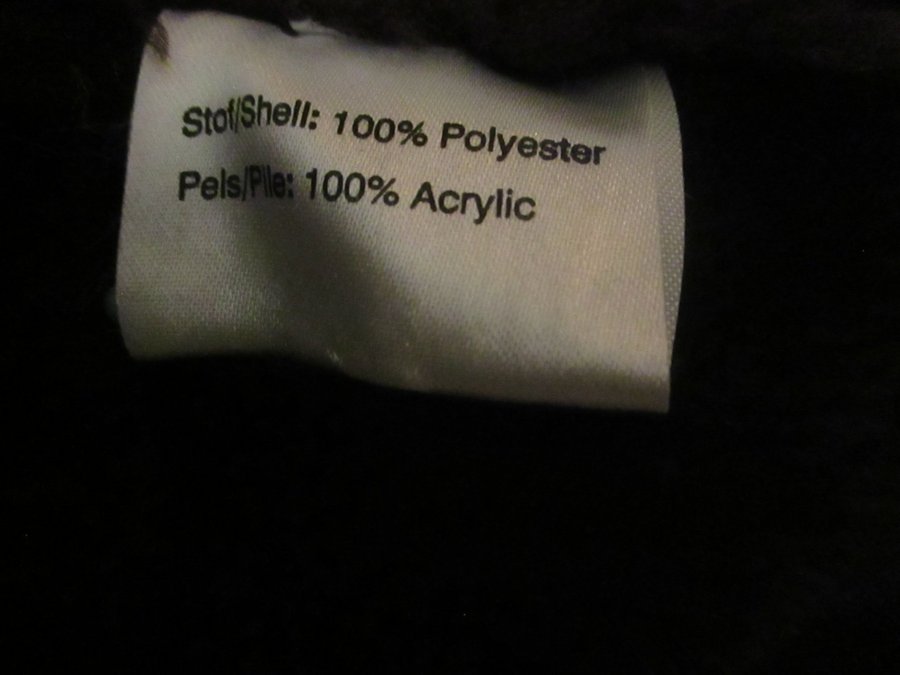 Stof/Shell: 100% Polyester
Pels/Pile: 100% Acrylic